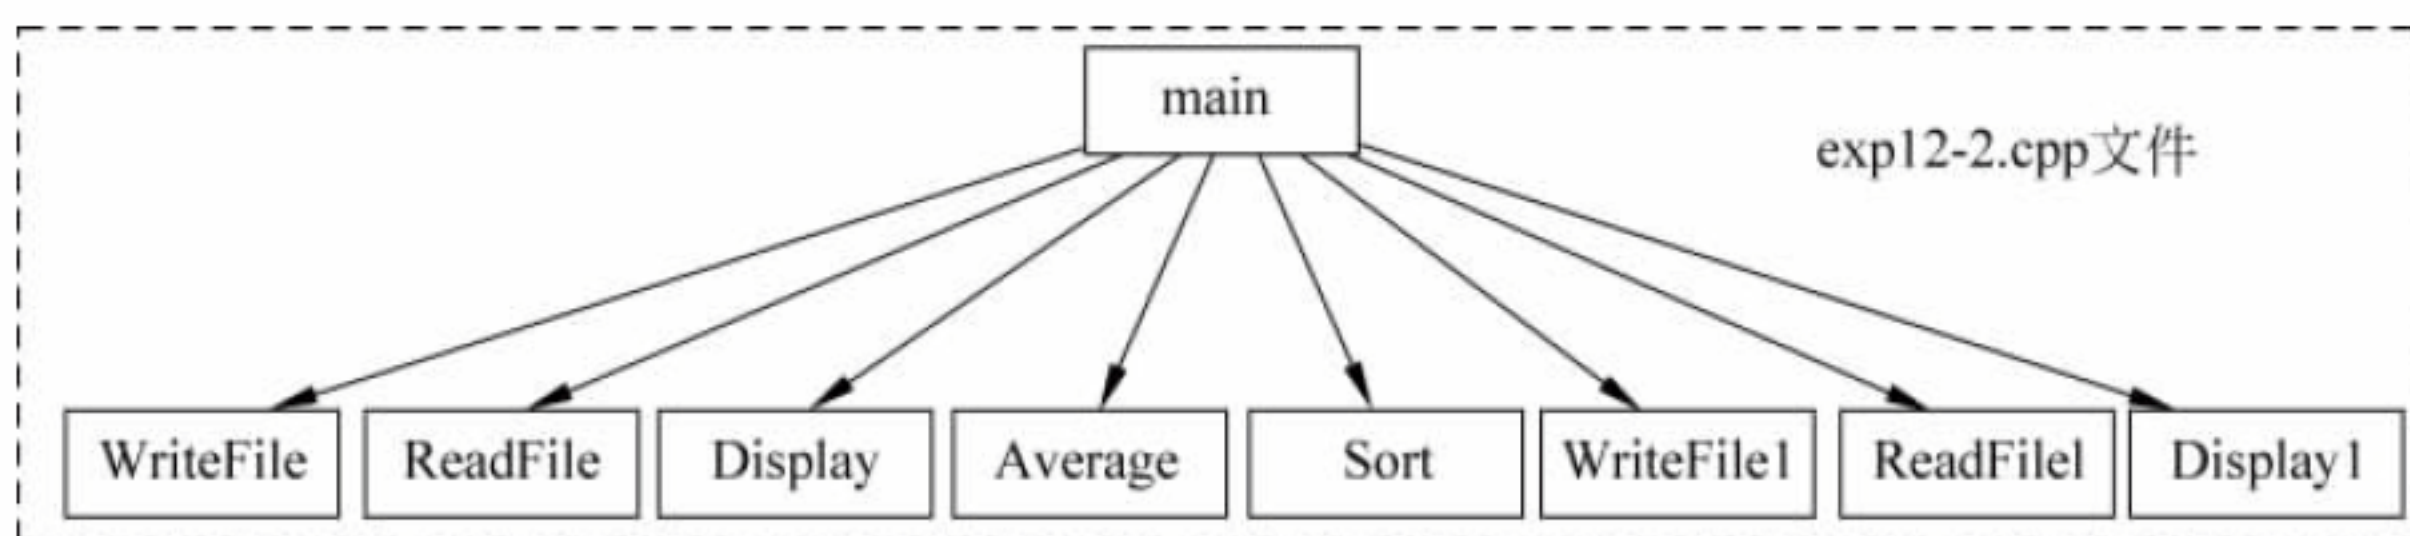 main
exp12-2.cpp文件
WriteFile
ReadFile
Display
Average
Sort
WriteFile1
ReadFile1
Display1